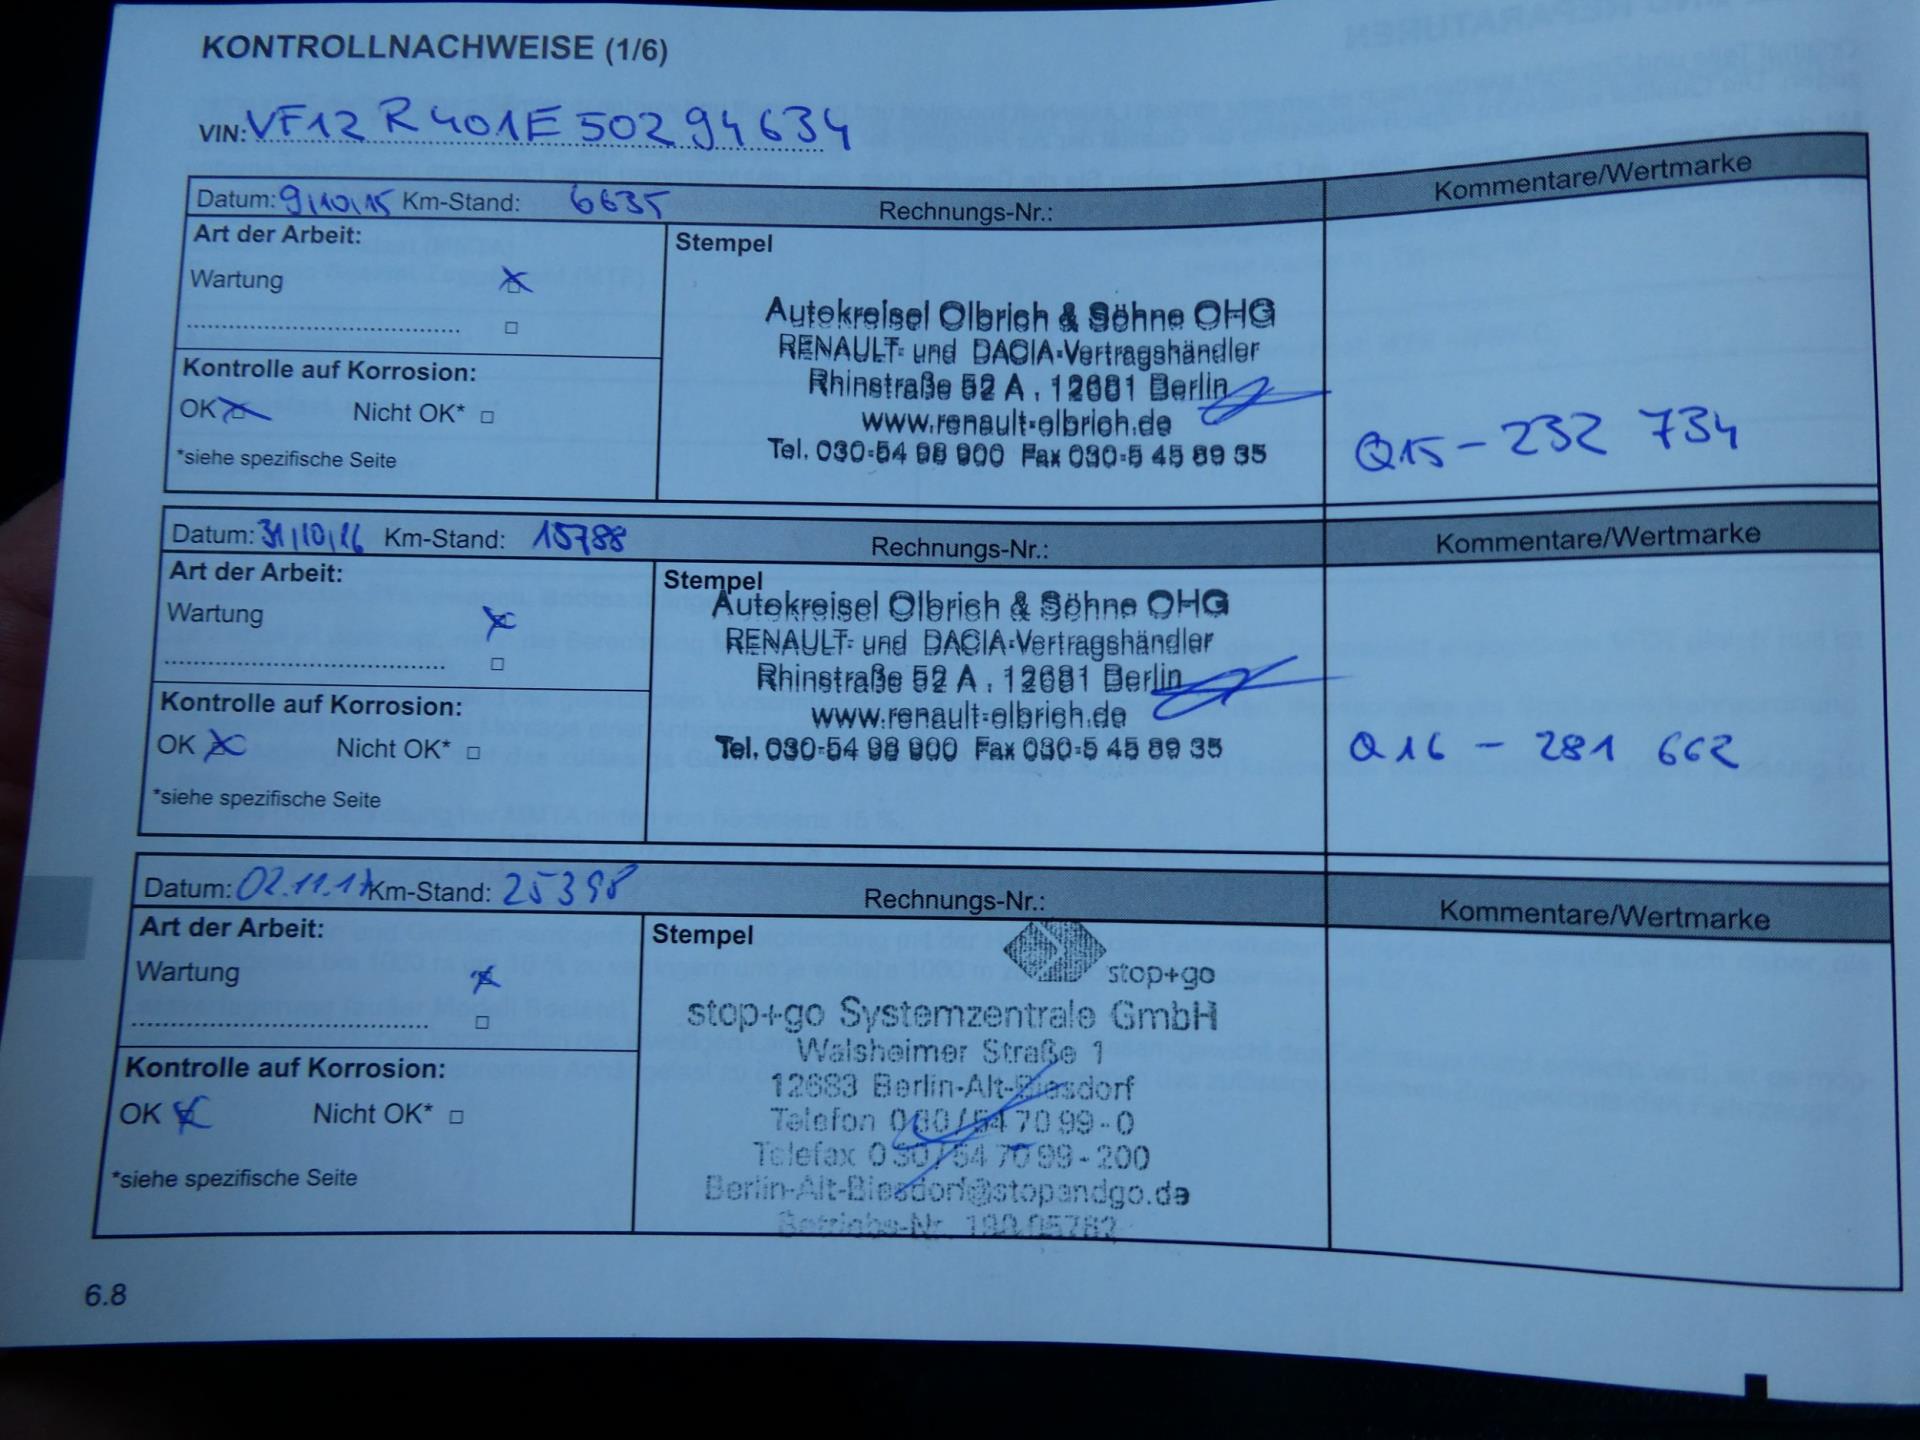 KONTROLLNACHWEISE (1/6)
VIN: VF12R401E50294634
Datum: 9,10,15 Km-Stand: 6635 Rechnungs-Nr.: Kommentare/Wertmarke
Art der Arbeit: Stempel
Wartung
Autokreisel Olbrich & Söhne OHG
RENAULT- und DACIA-Vertragshändler
Kontrolle auf Korrosion:
Rhinstraße 52 A , 12681 Berlin
OK Nicht OK*
www.renault-olbrich.de
Q15 - 232 734
*siehe spezifische Seite
Tel. 030-54 98 900 Fax 030-5 45 89 35
Datum: 31,10,16 Km-Stand: 15788 Rechnungs-Nr.: Kommentare/Wertmarke
Art der Arbeit: Stempel
Autokreisel Olbrich & Söhne OHG
Wartung
RENAULT- und DACIA-Vertragshändler
Rhinstraße 52 A , 12681 Berlin
Kontrolle auf Korrosion:
www.renault-olbrich.de
OK Nicht OK*
Tel. 030-54 98 900 Fax 030-5 45 89 35
Q16 - 281 662
*siehe spezifische Seite
Datum: 02.11.17 Km-Stand: 25398 Rechnungs-Nr.: Kommentare/Wertmarke
Art der Arbeit: Stempel
stop+go
Wartung
stop+go Systemzentrale GmbH
Walsheimer Straße 1
Kontrolle auf Korrosion:
12683 Berlin-Alt-Biesdorf
OK Nicht OK*
Telefon 030/54 70 99-0
Telefax 030/54 70 99-200
*siehe spezifische Seite
Berlin-Alt-Biesdorf@stopandgo.de
Betriebs-Nr.
6.8